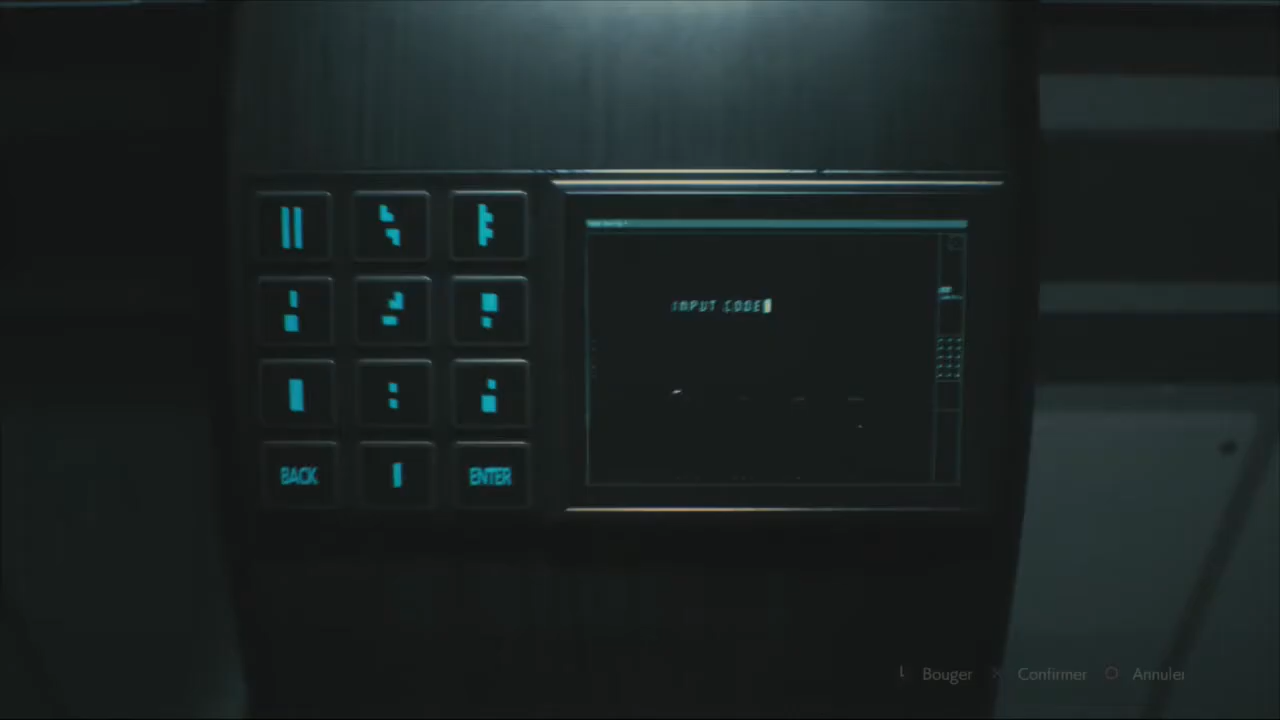 INPUT CODE
BACK
ENTER
Bouger
Confirmer
Annuler